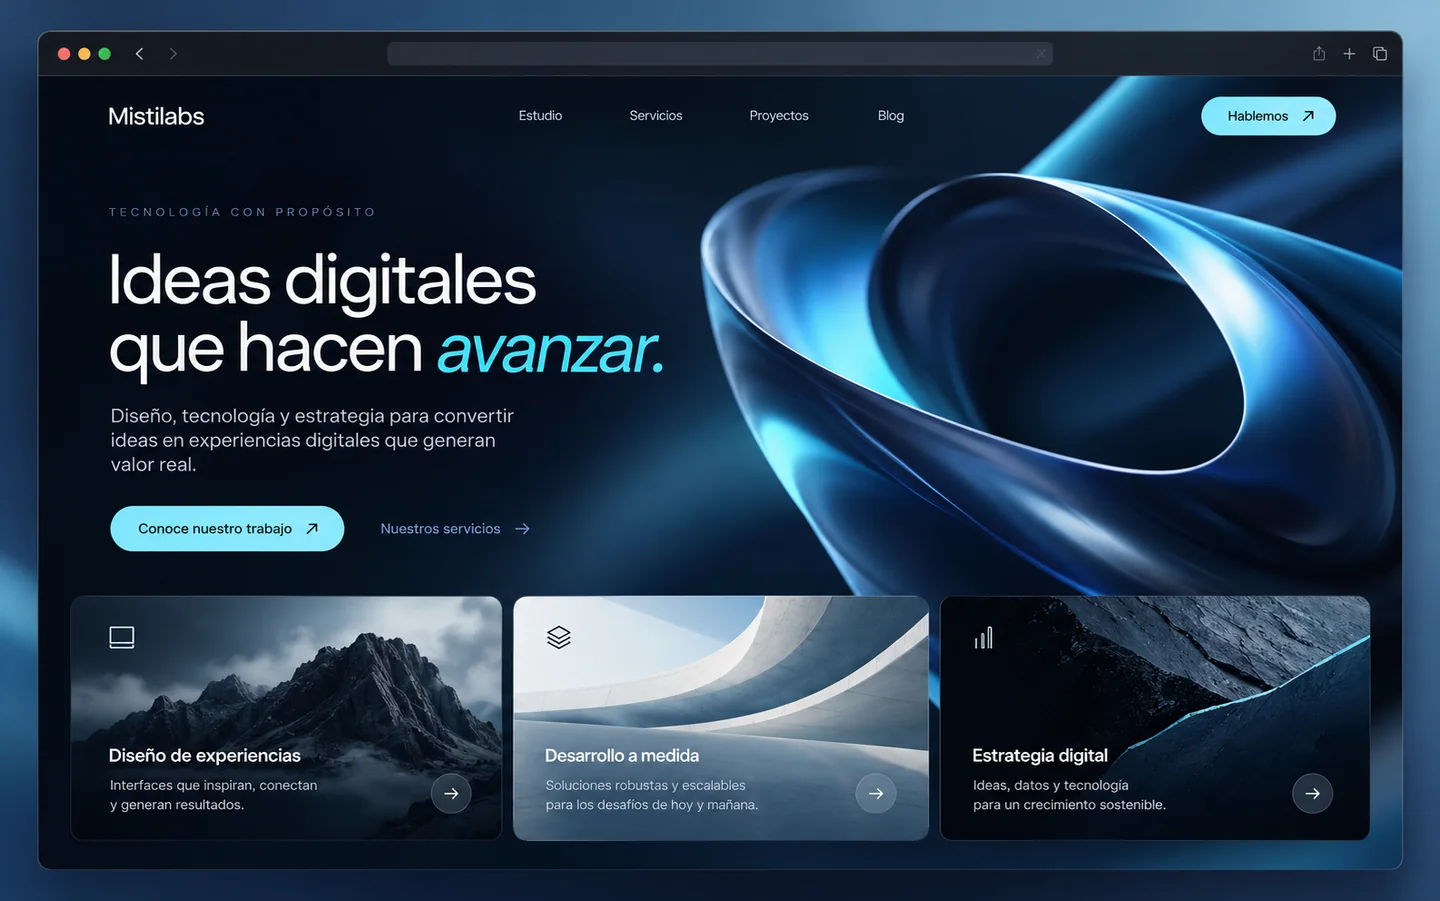 Mistilabs
Estudio
Servicios
Proyectos
Blog
Hablemos
TECNOLOGÍA CON PROPÓSITO
Ideas digitales
que hacen avanzar.
Diseño, tecnología y estrategia para convertir
ideas en experiencias digitales que generan
valor real.
Conoce nuestro trabajo
Nuestros servicios
Diseño de experiencias
Interfaces que inspiran, conectan
y generan resultados.
Desarrollo a medida
Soluciones robustas y escalables
para los desafíos de hoy y mañana.
Estrategia digital
Ideas, datos y tecnología
para un crecimiento sostenible.